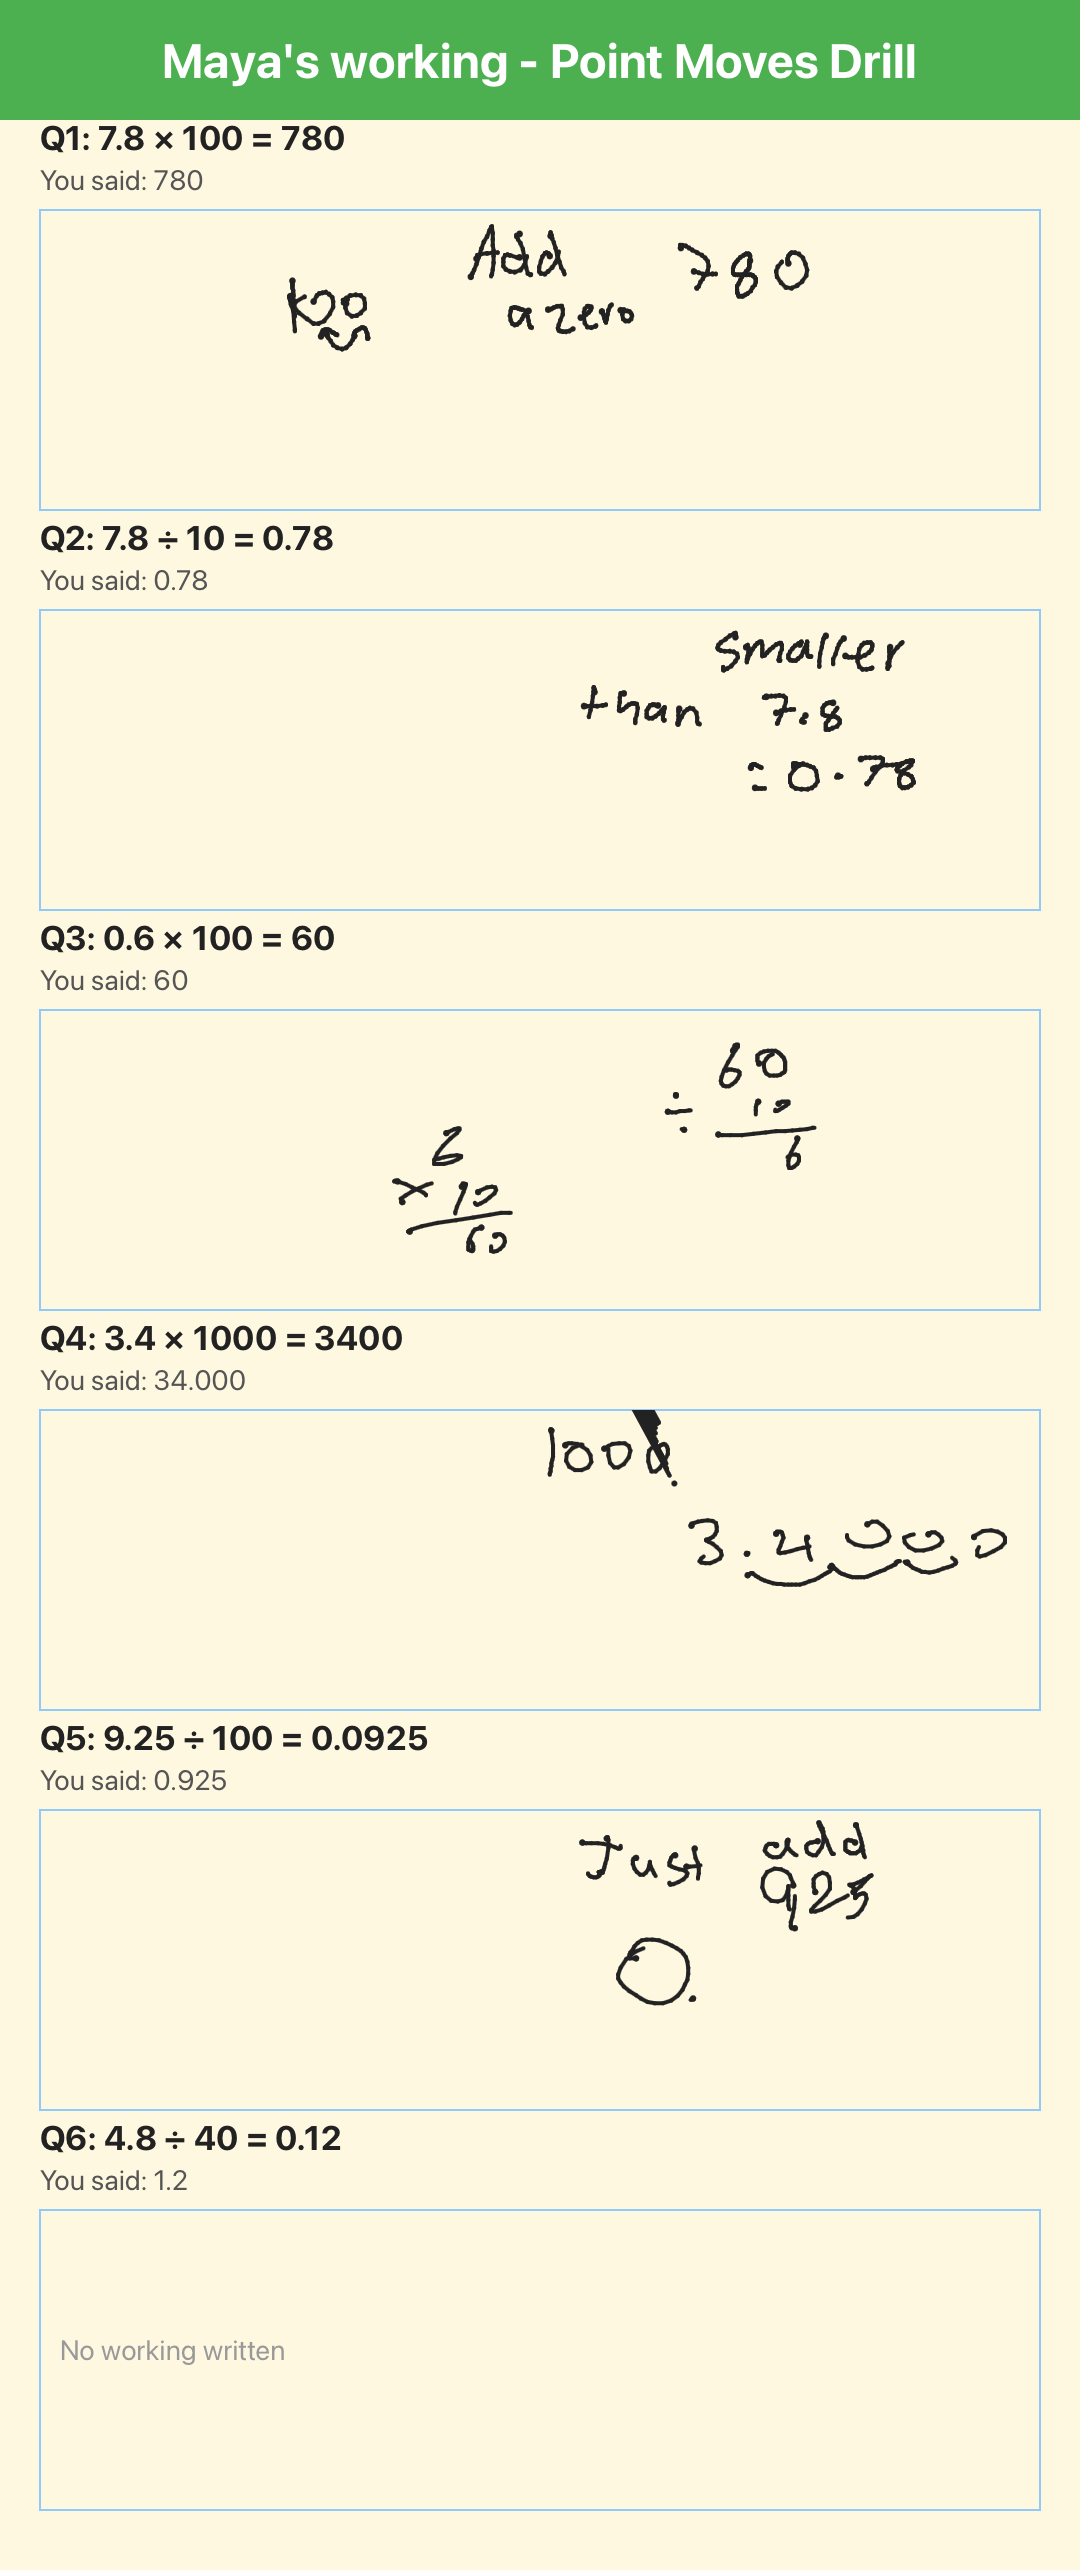 Maya's working - Point Moves Drill
Q1: 7.8 × 100 = 780
You said: 780
Add 780
100 a zero
Q2: 7.8 ÷ 10 = 0.78
You said: 0.78
smaller
than 7.8
= 0.78
Q3: 0.6 × 100 = 60
You said: 60
60
÷ 10
6
6
× 10
60
Q4: 3.4 × 1000 = 3400
You said: 34.000
1000.
3.4000
Q5: 9.25 ÷ 100 = 0.0925
You said: 0.925
Just add
925
0.
Q6: 4.8 ÷ 40 = 0.12
You said: 1.2
No working written